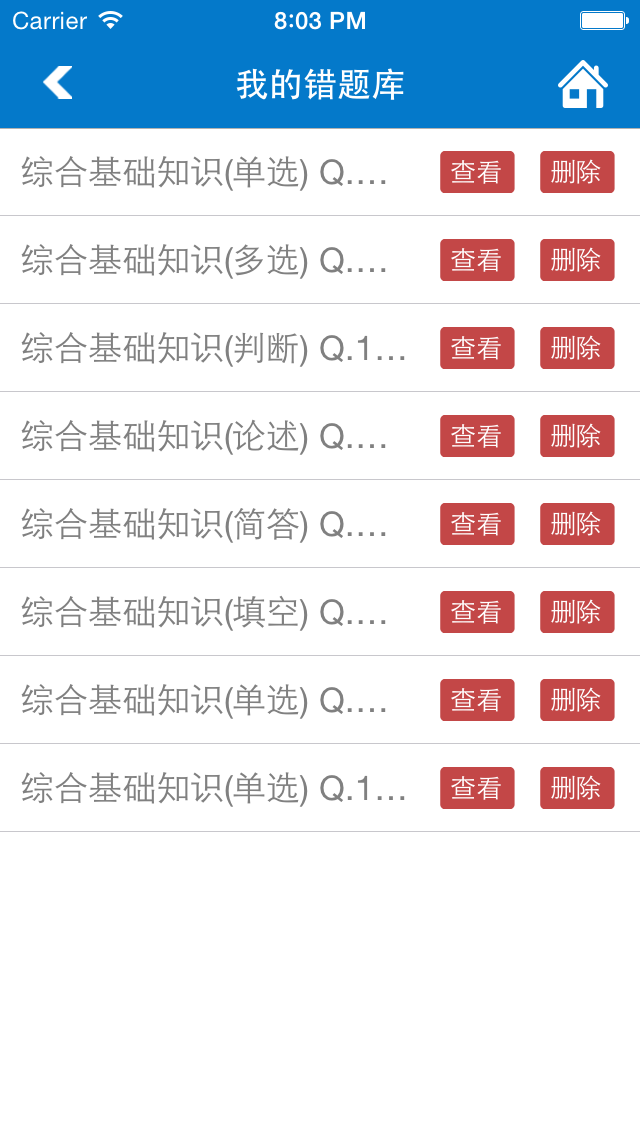 Carrier 8:03 PM
我的错题库
综合基础知识(单选) Q.... 查看 删除
综合基础知识(多选) Q.... 查看 删除
综合基础知识(判断) Q.1... 查看 删除
综合基础知识(论述) Q.... 查看 删除
综合基础知识(简答) Q.... 查看 删除
综合基础知识(填空) Q.... 查看 删除
综合基础知识(单选) Q.... 查看 删除
综合基础知识(单选) Q.1... 查看 删除